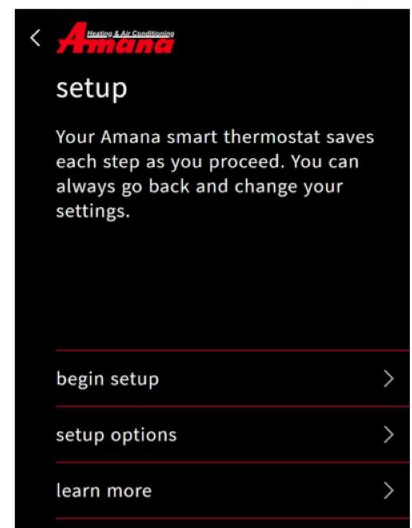 Heating & Air Conditioning
Amana
setup
Your Amana smart thermostat saves
each step as you proceed. You can
always go back and change your
settings.
begin setup
setup options
learn more